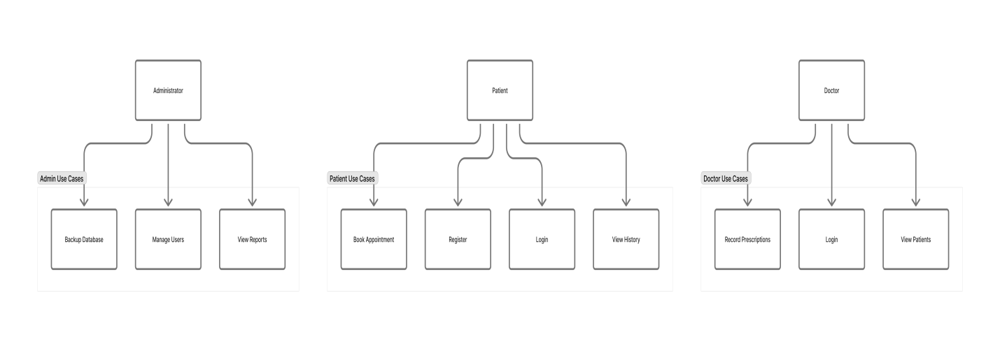 Administrator
Patient
Doctor
Admin Use Cases
Patient Use Cases
Doctor Use Cases
Backup Database
Manage Users
View Reports
Book Appointment
Register
Login
View History
Record Prescriptions
Login
View Patients